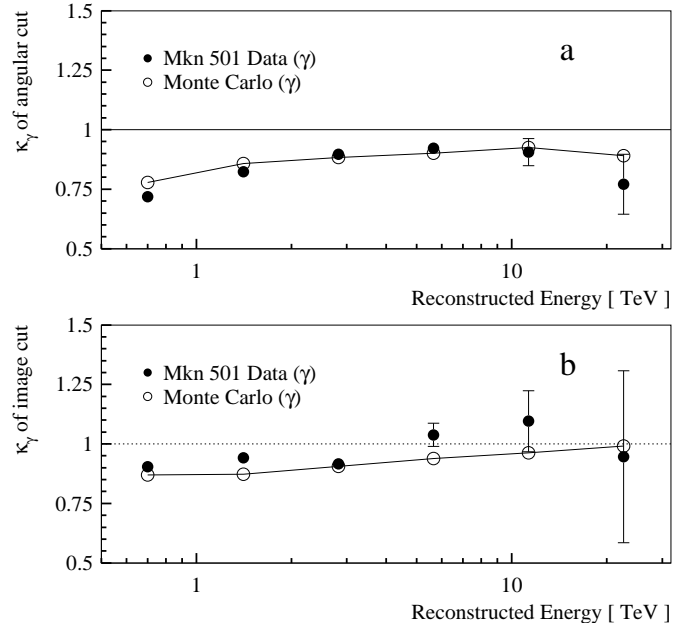 κγ of angular cut
1.5
1.25
1
0.75
0.5
a
Mkn 501 Data (γ)
Monte Carlo (γ)
1
10
Reconstructed Energy [ TeV ]
κγ of image cut
1.5
1.25
1
0.75
0.5
b
Mkn 501 Data (γ)
Monte Carlo (γ)
1
10
Reconstructed Energy [ TeV ]